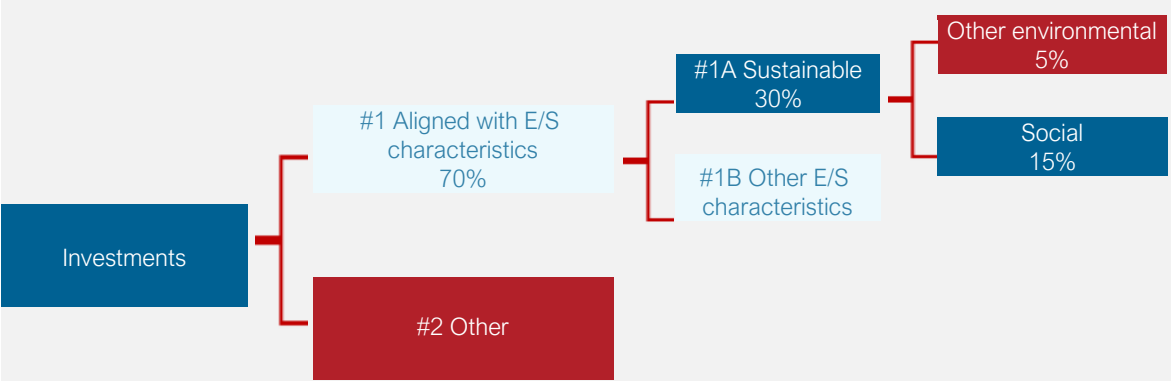 Other environmental
5%
#1A Sustainable
30%
#1 Aligned with E/S
characteristics
70%
Social
15%
#1B Other E/S
characteristics
Investments
#2 Other